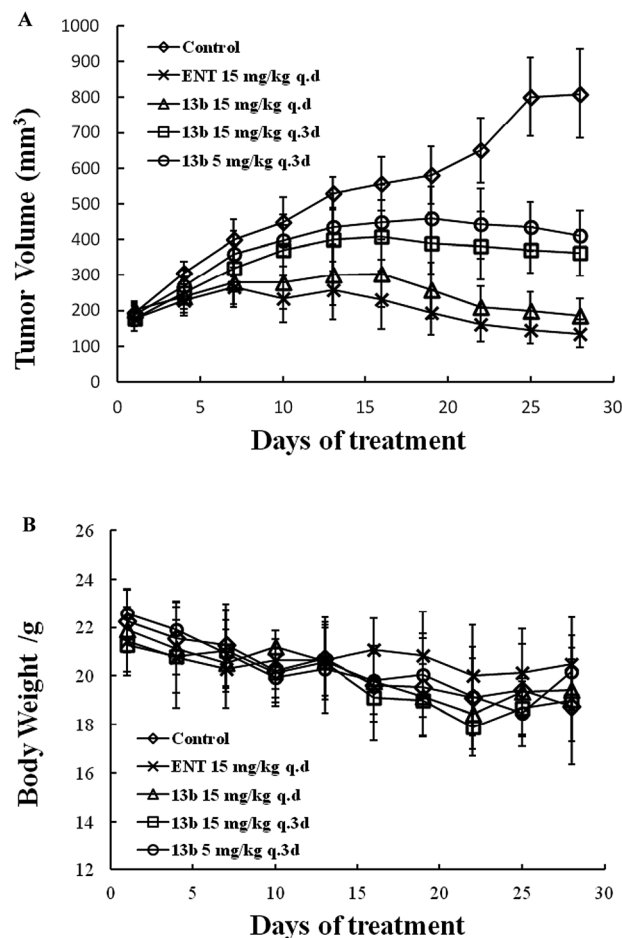 A
1000
900
800
700
600
500
400
300
200
100
0
Tumor Volume (mm³)
Control
ENT 15 mg/kg q.d
13b 15 mg/kg q.d
13b 15 mg/kg q.3d
13b 5 mg/kg q.3d
0 5 10 15 20 25 30
Days of treatment
B
26
24
22
20
18
16
14
12
Body Weight /g
Control
ENT 15 mg/kg q.d
13b 15 mg/kg q.d
13b 15 mg/kg q.3d
13b 5 mg/kg q.3d
0 5 10 15 20 25 30
Days of treatment